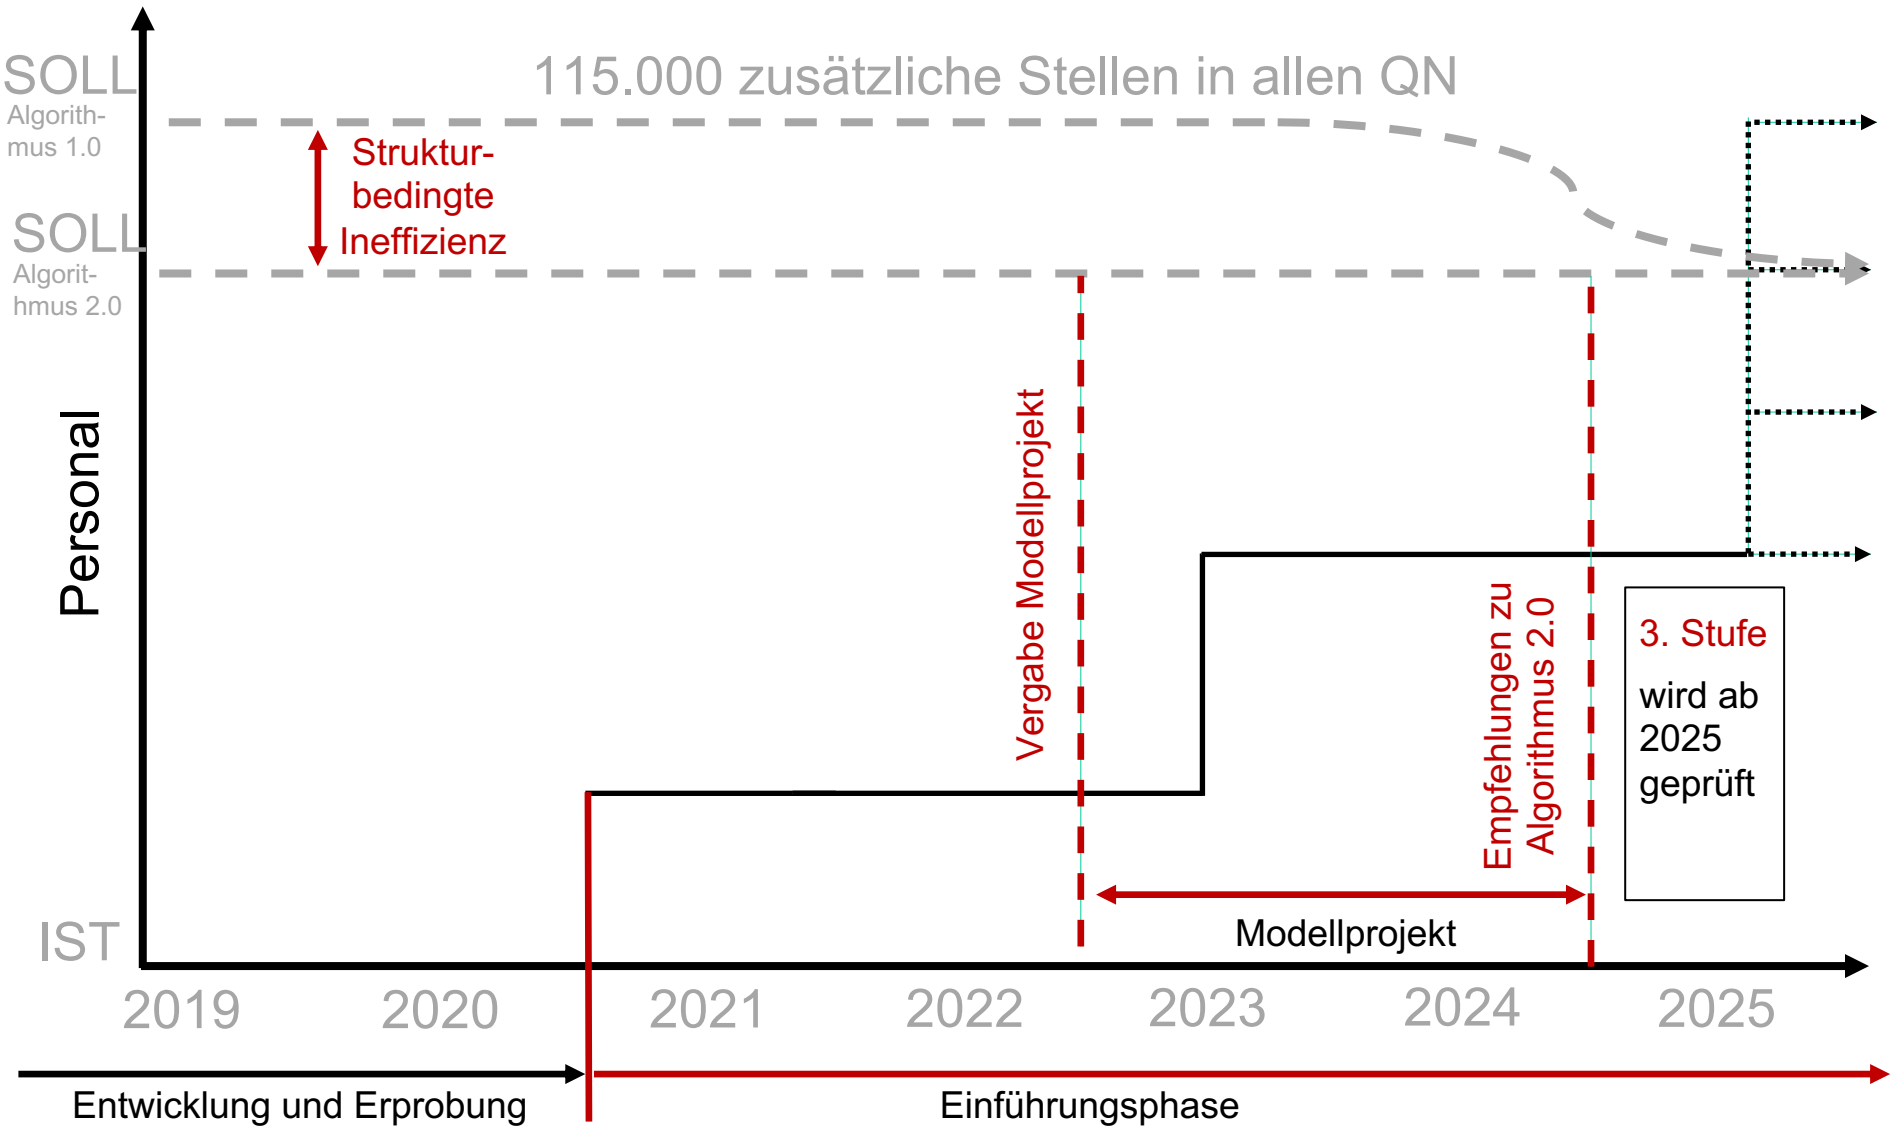 SOLL
Algorith-
mus 1.0
115.000 zusätzliche Stellen in allen QN
Struktur-
bedingte
Ineffizienz
SOLL
Algorit-
hmus 2.0
Personal
Vergabe Modellprojekt
Empfehlungen zu
Algorithmus 2.0
3. Stufe
wird ab
2025
geprüft
Modellprojekt
IST
2019 2020 2021 2022 2023 2024 2025
Entwicklung und Erprobung
Einführungsphase